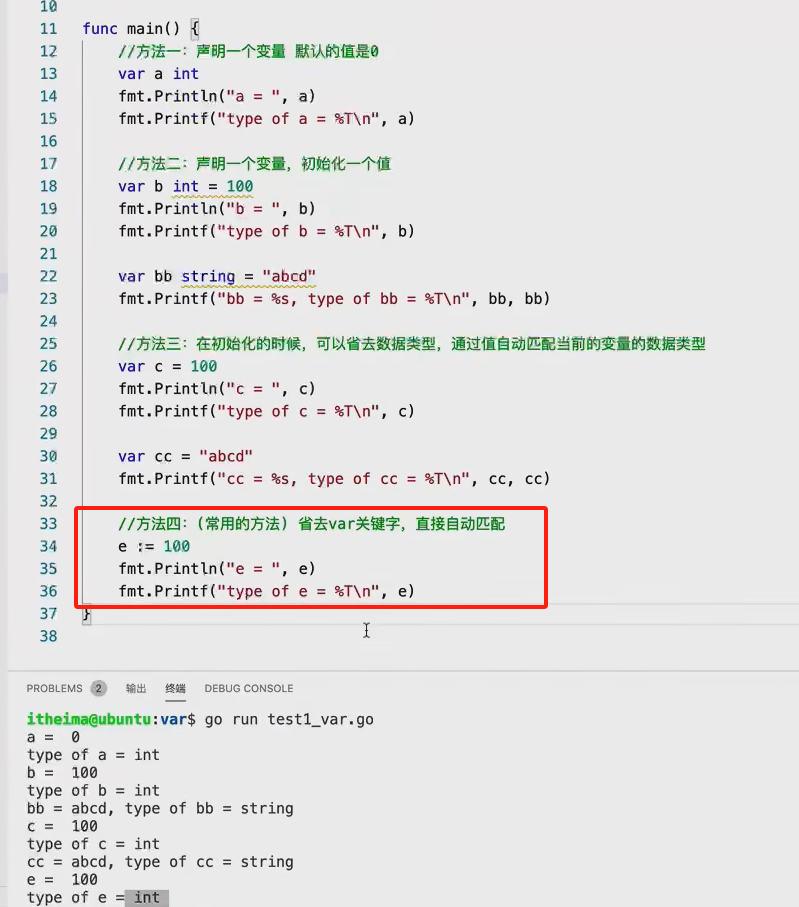 10
11 func main() {
12 //方法一：声明一个变量 默认的值是0
13 var a int
14 fmt.Println("a = ", a)
15 fmt.Printf("type of a = %T\n", a)
16
17 //方法二：声明一个变量，初始化一个值
18 var b int = 100
19 fmt.Println("b = ", b)
20 fmt.Printf("type of b = %T\n", b)
21
22 var bb string = "abcd"
23 fmt.Printf("bb = %s, type of bb = %T\n", bb, bb)
24
25 //方法三：在初始化的时候，可以省去数据类型，通过值自动匹配当前的变量的数据类型
26 var c = 100
27 fmt.Println("c = ", c)
28 fmt.Printf("type of c = %T\n", c)
29
30 var cc = "abcd"
31 fmt.Printf("cc = %s, type of cc = %T\n", cc, cc)
32
33 //方法四：(常用的方法) 省去var关键字，直接自动匹配
34 e := 100
35 fmt.Println("e = ", e)
36 fmt.Printf("type of e = %T\n", e)
37 }
38
PROBLEMS 2 输出 终端 DEBUG CONSOLE
itheima@ubuntu:var$ go run test1_var.go
a =  0
type of a = int
b =  100
type of b = int
bb = abcd, type of bb = string
c =  100
type of c = int
cc = abcd, type of cc = string
e =  100
type of e = int